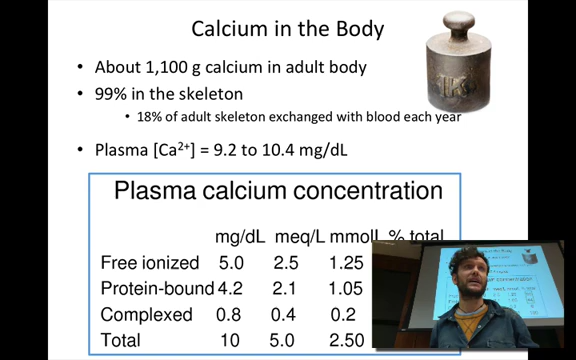 Calcium in the Body
1K
• About 1,100 g calcium in adult body
• 99% in the skeleton
• 18% of adult skeleton exchanged with blood each year
• Plasma [Ca²⁺] = 9.2 to 10.4 mg/dL
Plasma calcium concentration
mg/dL meq/L mmol/L % total
Free ionized 5.0 2.5 1.25
Protein-bound 4.2 2.1 1.05
Complexed 0.8 0.4 0.2
Total 10 5.0 2.50